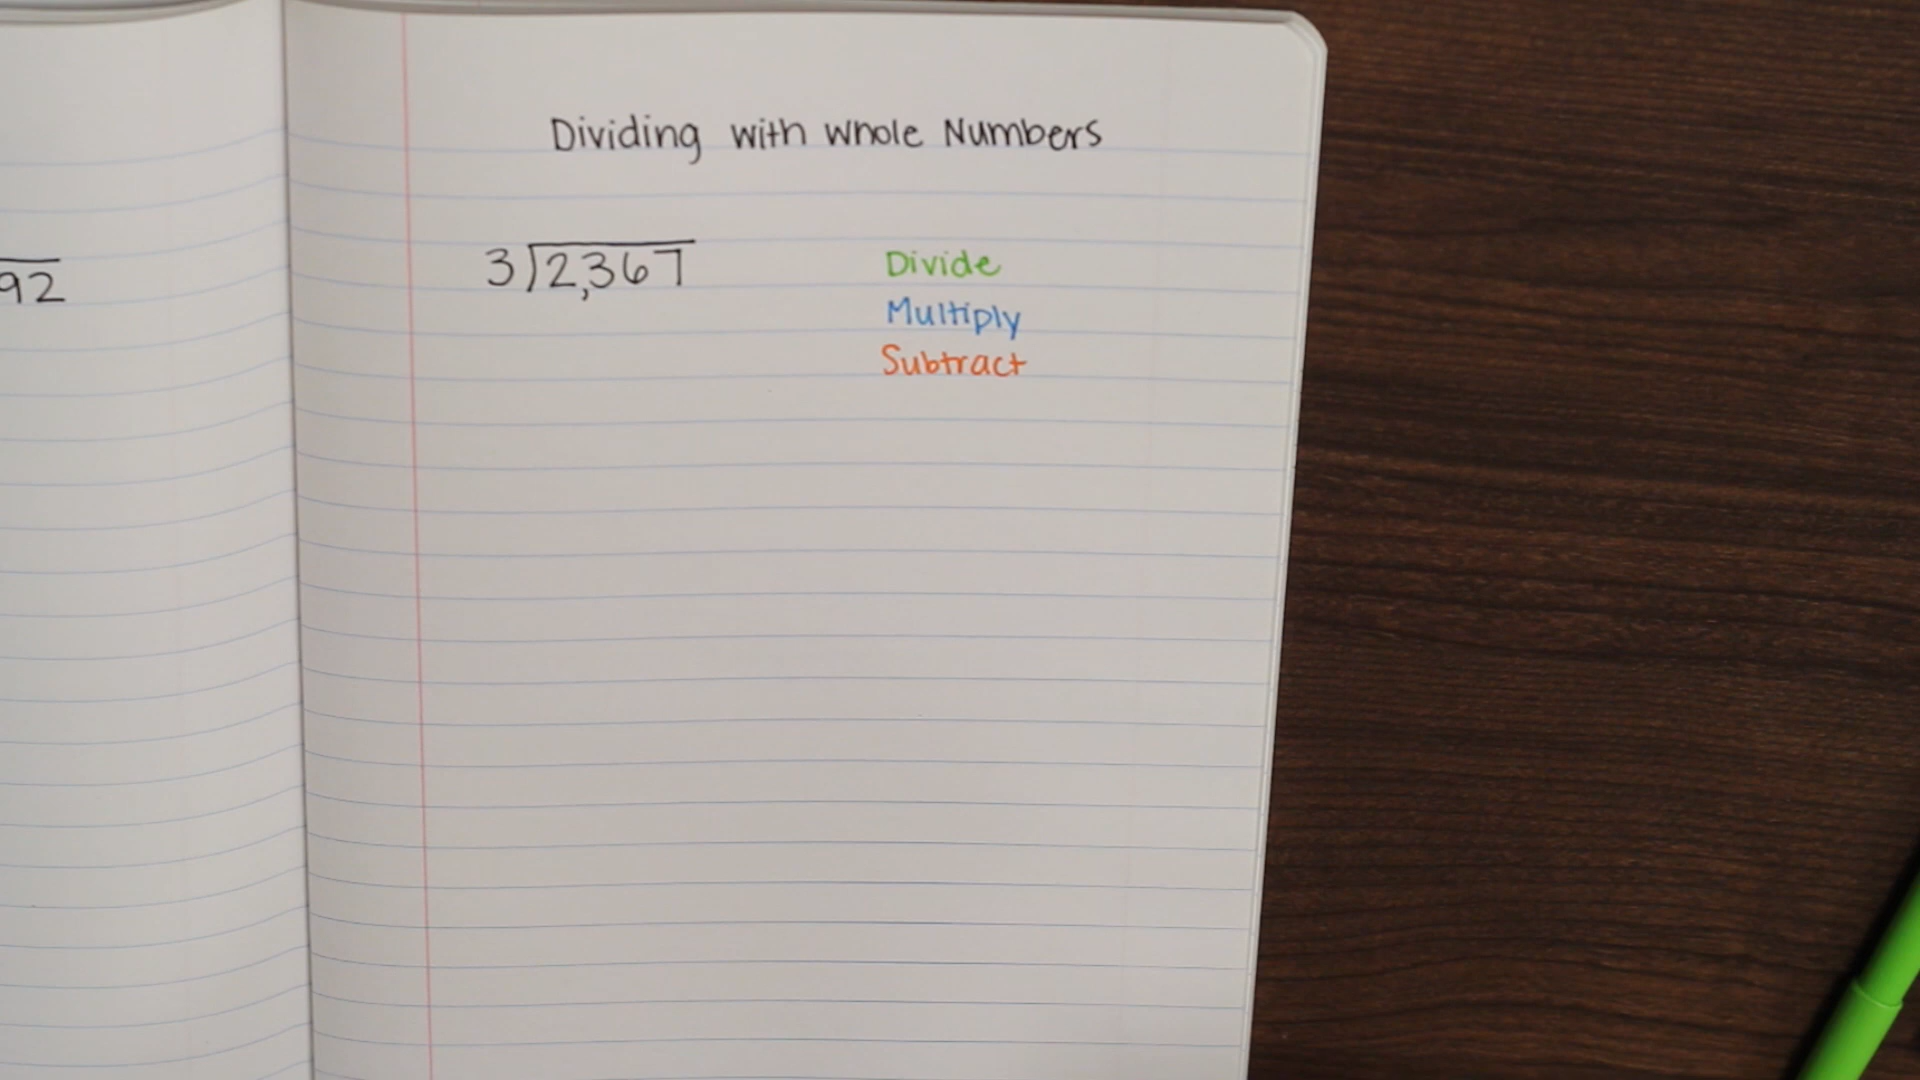 Dividing with Whole Numbers
92
3)2,367
Divide
Multiply
Subtract